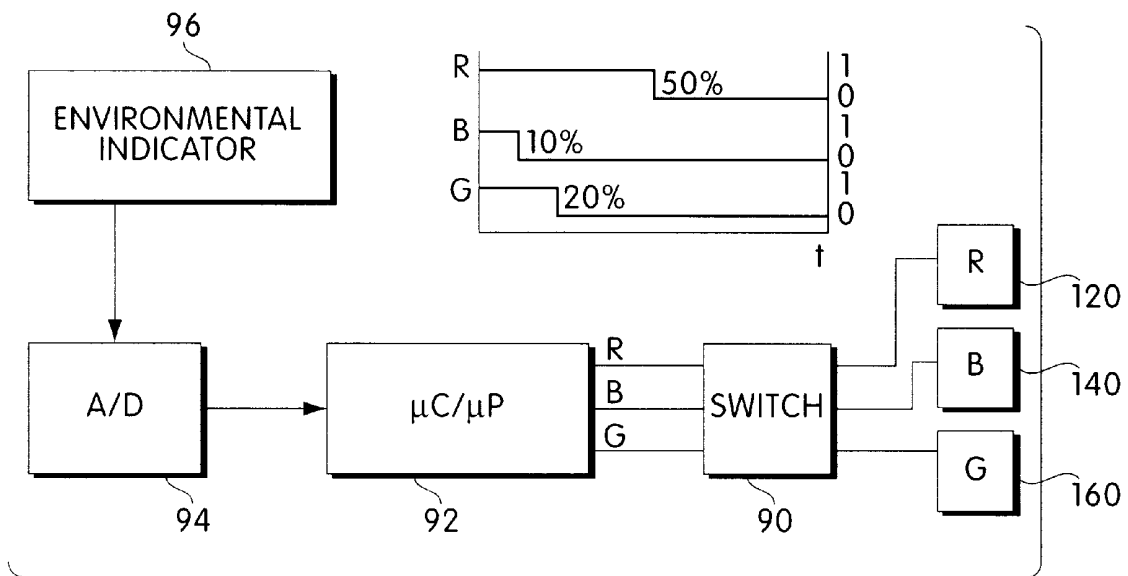 96
ENVIRONMENTAL
INDICATOR
R
50%
1
0
B
10%
1
0
G
20%
1
0
t
R
120
A/D
94
μC/μP
92
R
B
G
SWITCH
90
B
140
G
160